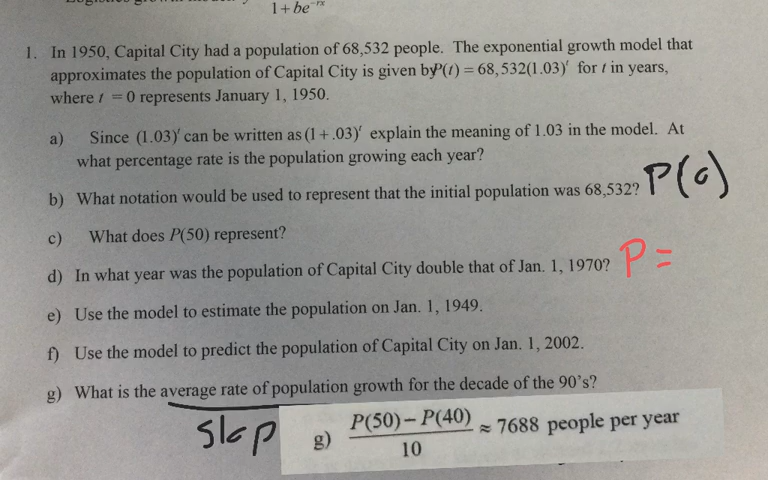 1+be^-rx
1. In 1950, Capital City had a population of 68,532 people. The exponential growth model that
approximates the population of Capital City is given by P(t) = 68,532(1.03)^t for t in years,
where t = 0 represents January 1, 1950.
a) Since (1.03)^t can be written as (1+.03)^t explain the meaning of 1.03 in the model. At
what percentage rate is the population growing each year?
b) What notation would be used to represent that the initial population was 68,532? P(0)
c) What does P(50) represent?
d) In what year was the population of Capital City double that of Jan. 1, 1970? P=
e) Use the model to estimate the population on Jan. 1, 1949.
f) Use the model to predict the population of Capital City on Jan. 1, 2002.
g) What is the average rate of population growth for the decade of the 90's?
slop
g) P(50)−P(40)
10
≈ 7688 people per year